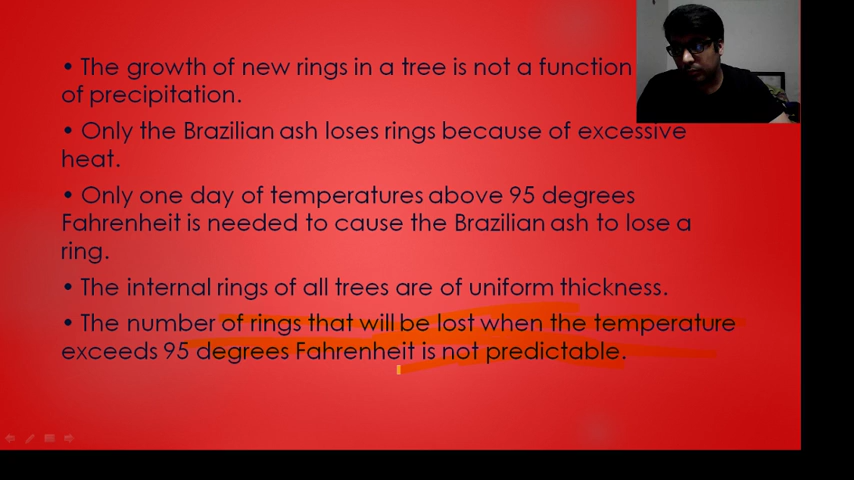 • The growth of new rings in a tree is not a function
of precipitation.
• Only the Brazilian ash loses rings because of excessive
heat.
• Only one day of temperatures above 95 degrees
Fahrenheit is needed to cause the Brazilian ash to lose a
ring.
• The internal rings of all trees are of uniform thickness.
• The number of rings that will be lost when the temperature
exceeds 95 degrees Fahrenheit is not predictable.